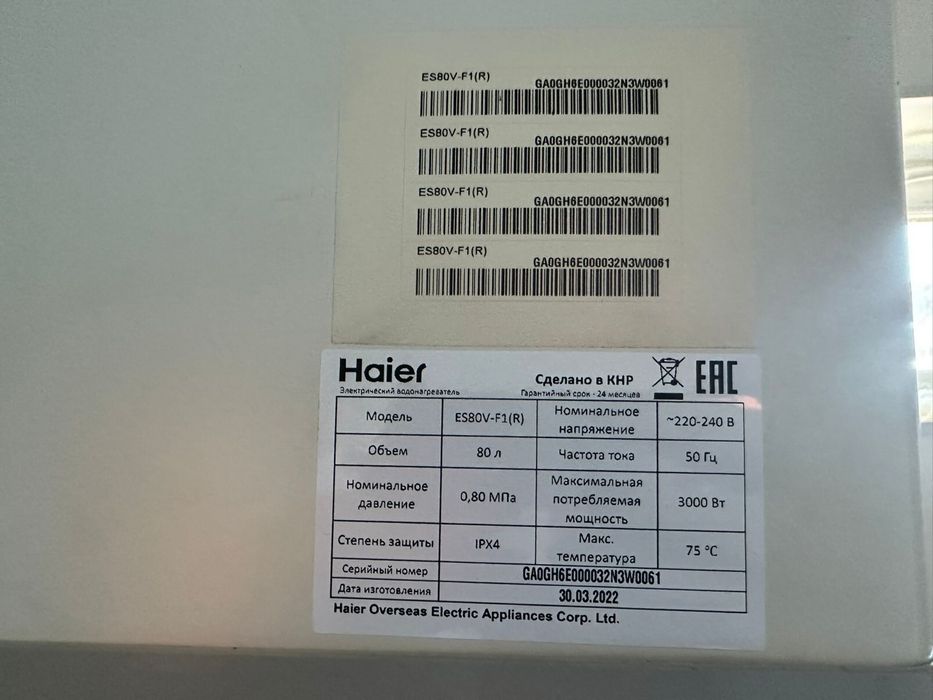 ES80V-F1(R) GA0GH6E000032N3W0061
ES80V-F1(R) GA0GH6E000032N3W0061
ES80V-F1(R) GA0GH6E000032N3W0061
ES80V-F1(R) GA0GH6E000032N3W0061
Haier
Сделано в КНР
EAC
Электрический водонагреватель
Гарантийный срок - 24 месяцев
Модель ES80V-F1(R) Номинальное напряжение ~220-240 В
Объем 80 л Частота тока 50 Гц
Номинальное давление 0,80 МПа Максимальная потребляемая мощность 3000 Вт
Степень защиты IPX4 Макс. температура 75 °C
Серийный номер GA0GH6E000032N3W0061
Дата изготовления 30.03.2022
Haier Overseas Electric Appliances Corp. Ltd.